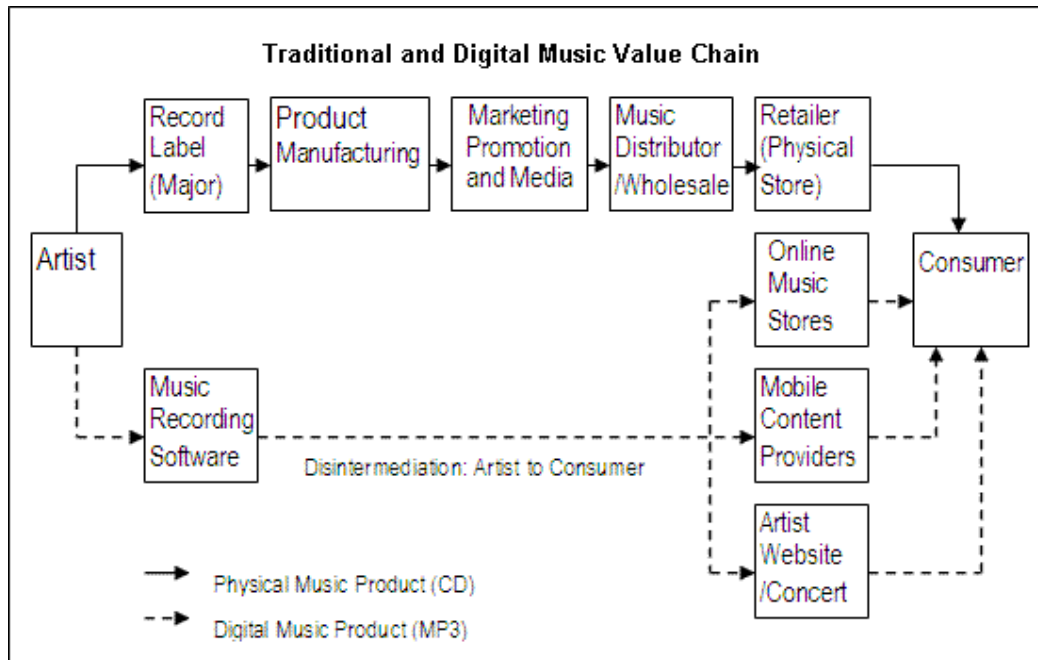 Traditional and Digital Music Value Chain
Record
Label
(Major)
Product
Manufacturing
Marketing
Promotion
and Media
Music
Distributor
/Wholesale
Retailer
(Physical
Store)
Artist
Online
Music
Stores
Consumer
Music
Recording
Software
Disintermediation: Artist to Consumer
Mobile
Content
Providers
Artist
Website
/Concert
Physical Music Product (CD)
Digital Music Product (MP3)